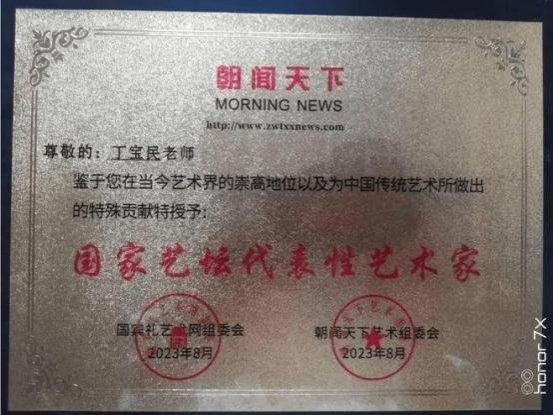 朝闻天下
MORNING NEWS
http://www.zwtxxnews.com
尊敬的：丁宝民老师
鉴于您在当今艺术界的崇高地位以及为中国传统艺术所做出
的特殊贡献特授予：
国家艺坛代表性艺术家
国宾礼艺术网组委会
2023年8月
朝闻天下艺术组委会
2023年8月
honor 7X